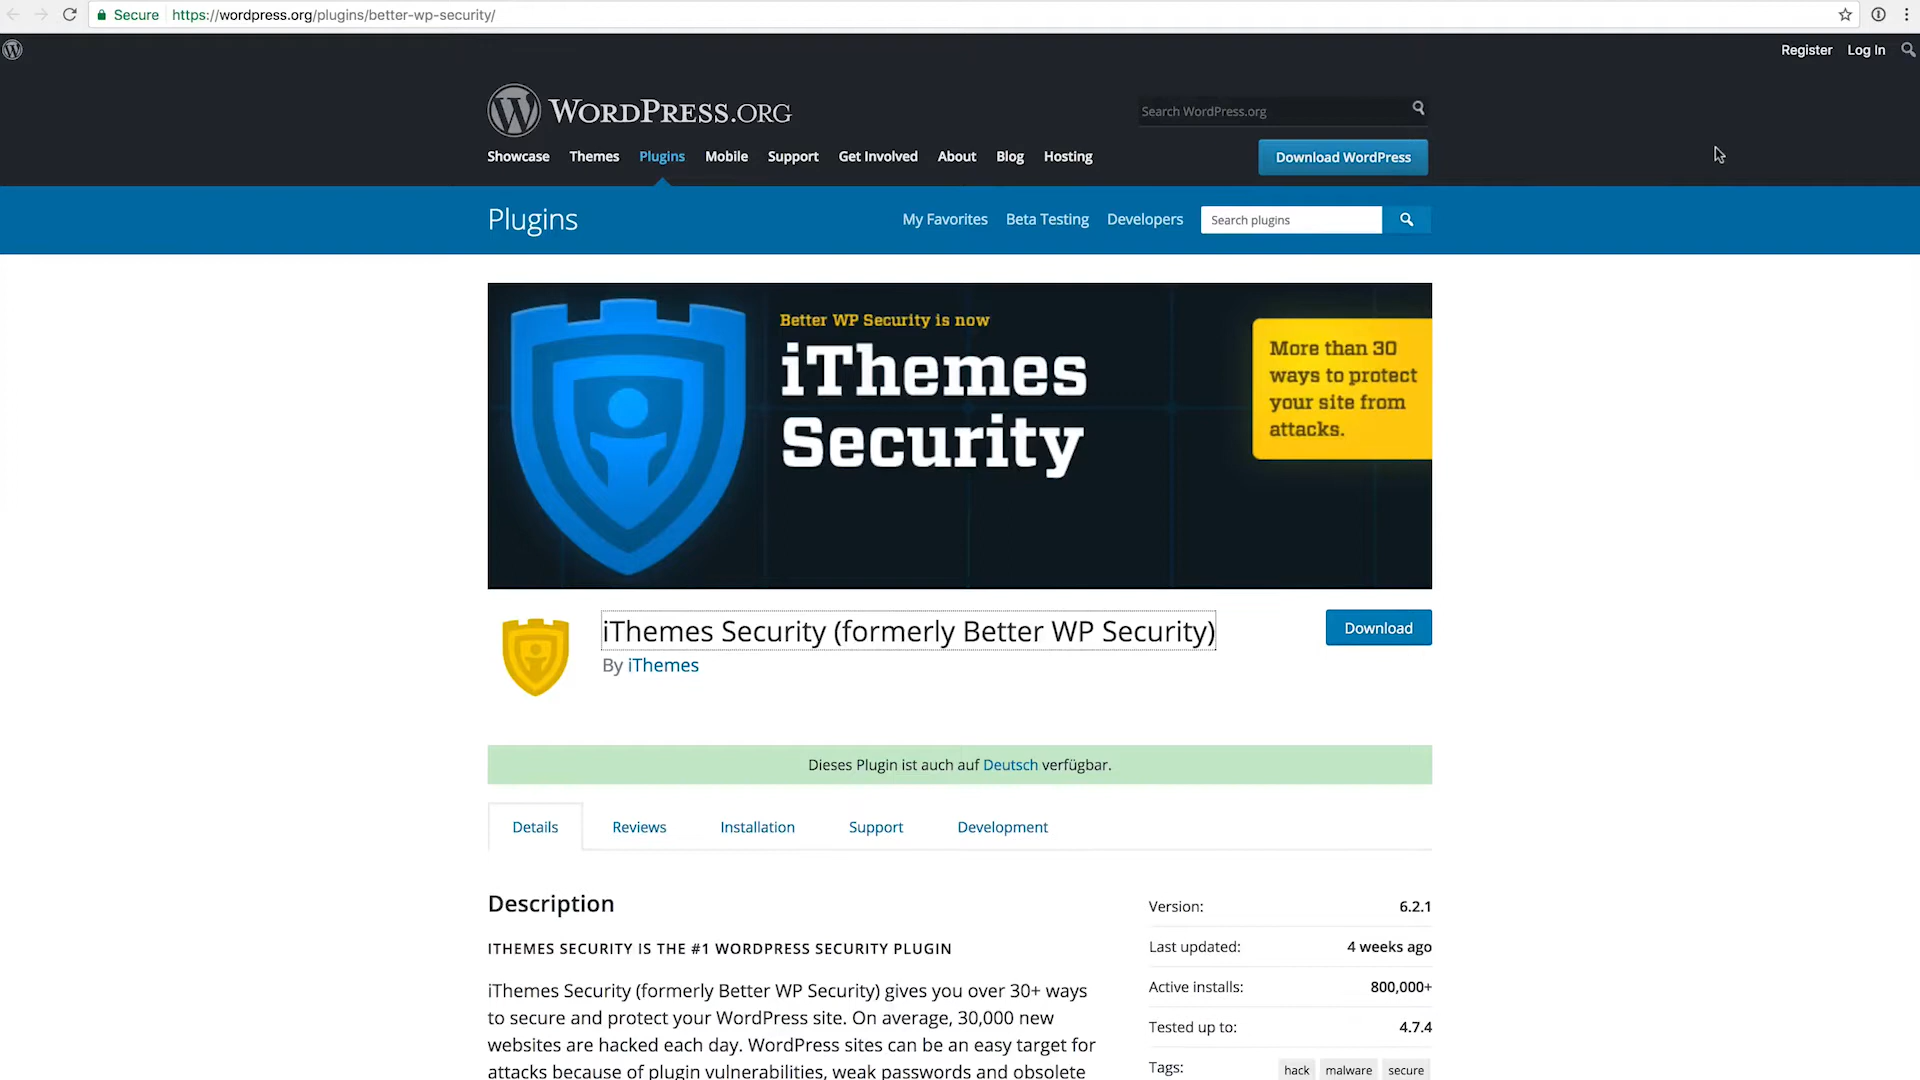 Secure https://wordpress.org/plugins/better-wp-security/
Register Log In
WORDPRESS.ORG
Search WordPress.org
Showcase Themes Plugins Mobile Support Get Involved About Blog Hosting
Download WordPress
Plugins
My Favorites Beta Testing Developers
Search plugins
Better WP Security is now
iThemes
Security
More than 30
ways to protect
your site from
attacks.
iThemes Security (formerly Better WP Security)
By iThemes
Download
Dieses Plugin ist auch auf Deutsch verfügbar.
Details Reviews Installation Support Development
Description
ITHEMES SECURITY IS THE #1 WORDPRESS SECURITY PLUGIN
iThemes Security (formerly Better WP Security) gives you over 30+ ways
to secure and protect your WordPress site. On average, 30,000 new
websites are hacked each day. WordPress sites can be an easy target for
attacks because of plugin vulnerabilities, weak passwords and obsolete
Version: 6.2.1
Last updated: 4 weeks ago
Active installs: 800,000+
Tested up to: 4.7.4
Tags: hack malware secure